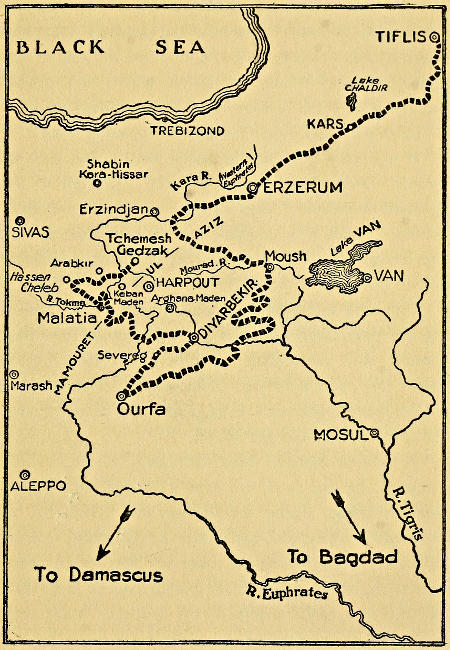 BLACK SEA
TIFLIS
Lake
CHALDIR
KARS
TREBIZOND
Shabin
Kara-Hissar
Kara R.
Western
Euphrates
ERZERUM
Erzindjan
SIVAS
AZIZ
Tchemesh
Gedzak
Lake VAN
Moush
Arabkir
UL
Mourad. R.
Hassen
Cheleb
Keban
Maden
HARPOUT
VAN
R. Tokma
Arghana Maden
Malatia
DIYARBEKIR
MAMOURET
Severeg
Marash
Ourfa
MOSUL
ALEPPO
R. Tigris
To Damascus
To Bagdad
R. Euphrates